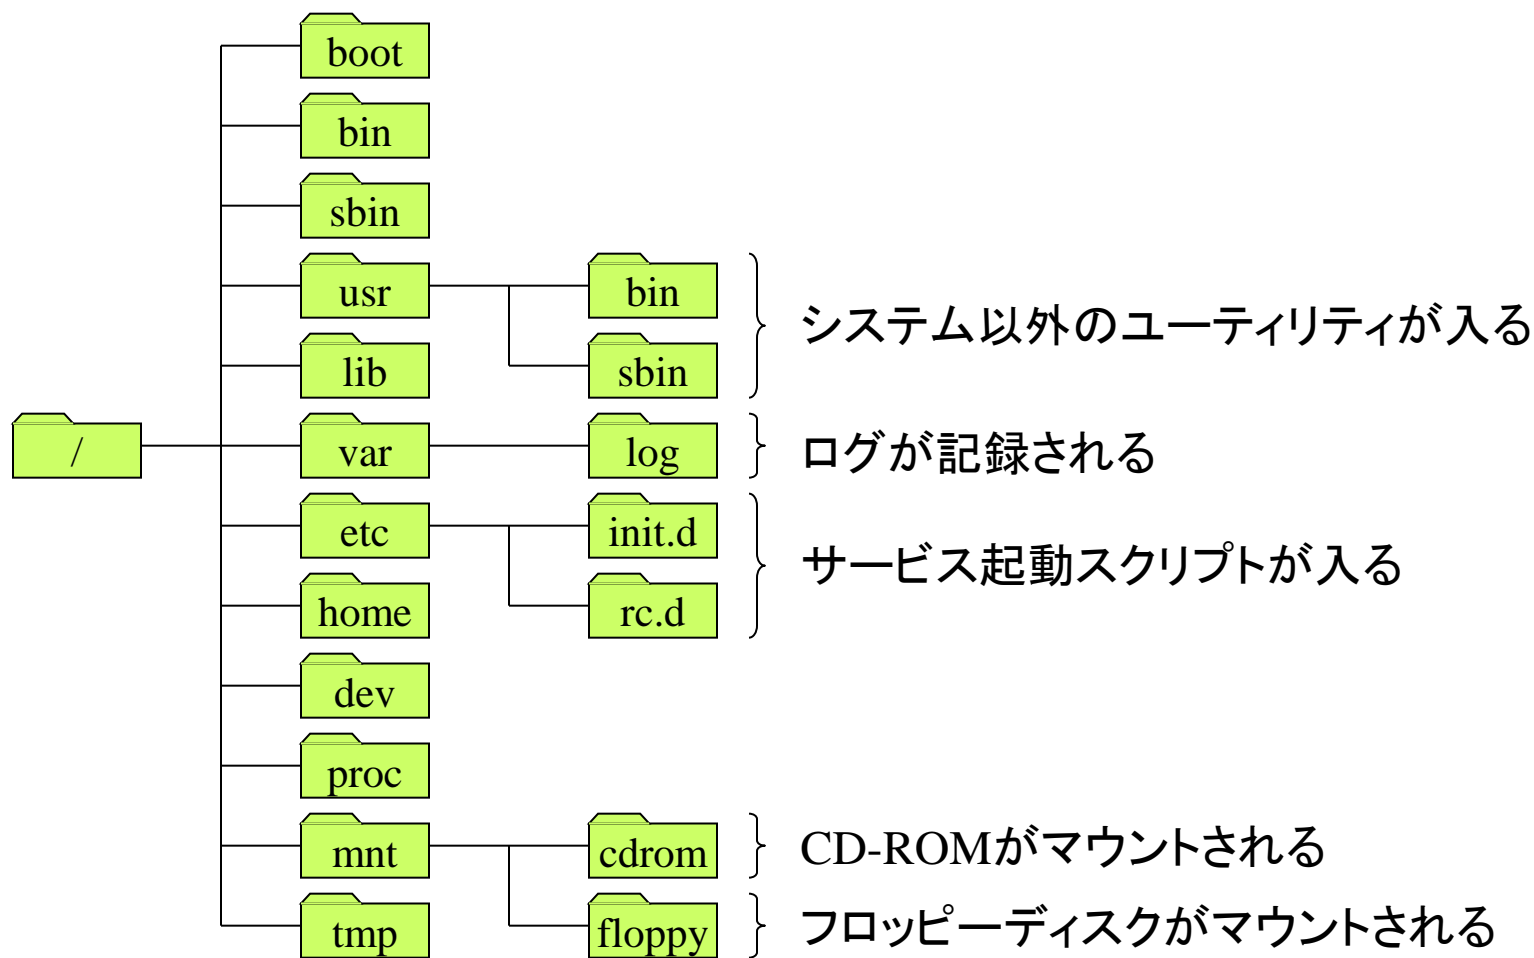 boot
bin
sbin
usr
bin
システム以外のユーティリティが入る
lib
sbin
/
var
log
ログが記録される
etc
init.d
サービス起動スクリプトが入る
home
rc.d
dev
proc
mnt
cdrom
CD-ROMがマウントされる
tmp
floppy
フロッピーディスクがマウントされる